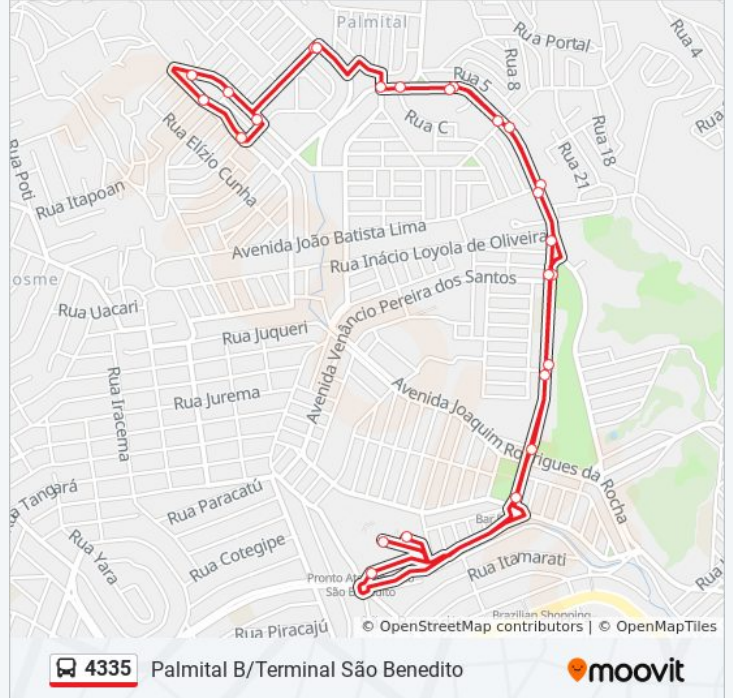 Palmital
Rua Portal
Rua 4
Rua 5
Rua 8
Rua C
Rua 18
Rua 21
Rua
Rua Elízio Cunha
Rua Poti
Rua Itapoan
Avenida João Batista Lima
Rua Inácio Loyola de Oliveira
osme
Rua Uacari
Avenida Venâncio Pereira dos Santos
Rua Juqueri
Rua Iracema
Rua Jurema
Avenida Joaquim Rodrigues da Rocha
a Tangará
Rua Paracatú
Bar
Rua Yara
Rua Cotegipe
Rua Itamarati
Pronto
São
Rua Piracajú
Brazilian Shopping
© OpenStreetMap contributors | © OpenMapTiles
4335 Palmital B/Terminal São Benedito
moovit